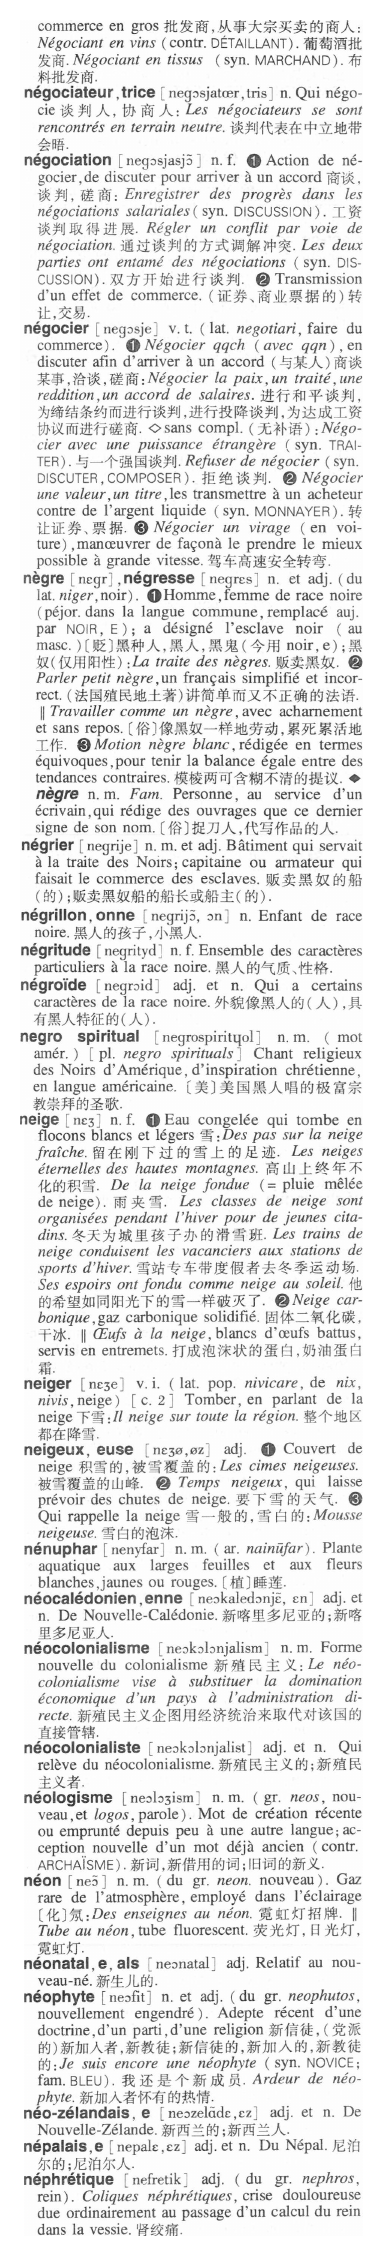 commerce en gros 批发商,从事大宗买卖的商人:
Négociant en vins (contr. DÉTAILLANT). 葡萄酒批
发商. Négociant en tissus (syn. MARCHAND). 布
料批发商.
négociateur, trice [negɔsjatœr, tris] n. Qui négo-
cie 谈判人, 协商人: Les négociateurs se sont
rencontrés en terrain neutre. 谈判代表在中立地带
会晤.
négociation [negɔsjasjɔ̃] n. f. ❶ Action de né-
gocier, de discuter pour arriver à un accord 商谈,
谈判, 磋商: Enregistrer des progrès dans les
négociations salariales (syn. DISCUSSION). 工资
谈判取得进展. Régler un conflit par voie de
négociation. 通过谈判的方式调解冲突. Les deux
parties ont entamé des négociations (syn. DIS-
CUSSION). 双方开始进行谈判. ❷ Transmission
d'un effet de commerce. (证券、商业票据的)转
让,交易.
négocier [negɔsje] v. t. (lat. negotiari, faire du
commerce). ❶ Négocier qqch (avec qqn), en
discuter afin d'arriver à un accord (与某人)商谈
某事,洽谈,磋商: Négocier la paix, un traité, une
reddition, un accord de salaires. 进行和平谈判,
为缔结条约而进行谈判,进行投降谈判,为达成工资
协议而进行磋商. ◇sans compl. (无补语): Négo-
cier avec une puissance étrangère (syn. TRAI-
TER). 与一个强国谈判. Refuser de négocier (syn.
DISCUTER, COMPOSER). 拒绝谈判. ❷ Négocier
une valeur, un titre, les transmettre à un acheteur
contre de l'argent liquide (syn. MONNAYER). 转
让证券、票据. ❸ Négocier un virage (en voi-
ture), manœuvrer de façonà le prendre le mieux
possible à grande vitesse. 驾车高速安全转弯.
nègre [nɛgr], négresse [negrɛs] n. et adj. (du
lat. niger, noir). ❶ Homme, femme de race noire
(péjor. dans la langue commune, remplacé auj.
par NOIR, E); a désigné l'esclave noir (au
masc.) [贬]黑种人,黑人,黑鬼(今用 noir, e);黑
奴(仅用阳性): La traite des nègres. 贩卖黑奴. ❷
Parler petit nègre, un français simplifié et incor-
rect. (法国殖民地土著)讲简单而又不正确的法语.
‖ Travailler comme un nègre, avec acharnement
et sans repos. [俗]像黑奴一样地劳动,累死累活地
工作. ❸ Motion nègre blanc, rédigée en termes
équivoques, pour tenir la balance égale entre des
tendances contraires. 模棱两可含糊不清的提议. ◆
nègre n. m. Fam. Personne, au service d'un
écrivain, qui rédige des ouvrages que ce dernier
signe de son nom. [俗]捉刀人,代写作品的人.
négrier [negrije] n. m. et adj. Bâtiment qui servait
à la traite des Noirs; capitaine ou armateur qui
faisait le commerce des esclaves. 贩卖黑奴的船
(的);贩卖黑奴船的船长或船主(的).
négrillon, onne [negrijɔ̃, ɔn] n. Enfant de race
noire. 黑人的孩子,小黑人.
négritude [negrityd] n. f. Ensemble des caractères
particuliers à la race noire. 黑人的气质、性格.
négroïde [negrɔid] adj. et n. Qui a certains
caractères de la race noire. 外貌像黑人的(人),具
有黑人特征的(人).
negro spiritual [negrospiritɥol] n. m. (mot
amér.) [pl. negro spirituals] Chant religieux
des Noirs d'Amérique, d'inspiration chrétienne,
en langue américaine. [美]美国黑人唱的极富宗
教崇拜的圣歌.
neige [nɛʒ] n. f. ❶ Eau congelée qui tombe en
flocons blancs et légers 雪: Des pas sur la neige
fraîche. 留在刚下过的雪上的足迹. Les neiges
éternelles des hautes montagnes. 高山上终年不
化的积雪. De la neige fondue (= pluie mêlée
de neige). 雨夹雪. Les classes de neige sont
organisées pendant l'hiver pour de jeunes cita-
dins. 冬天为城里孩子办的滑雪班. Les trains de
neige conduisent les vacanciers aux stations de
sports d'hiver. 雪站专车带度假者去冬季运动场.
Ses espoirs ont fondu comme neige au soleil. 他
的希望如同阳光下的雪一样破灭了. ❷ Neige car-
bonique, gaz carbonique solidifié. 固体二氧化碳,
干冰. ‖ Œufs à la neige, blancs d'œufs battus,
servis en entremets. 打成泡沫状的蛋白,奶油蛋白
霜.
neiger [nɛʒe] v. i. (lat. pop. nivicare, de nix,
nivis, neige) [c. 2] Tomber, en parlant de la
neige 下雪: Il neige sur toute la région. 整个地区
都在降雪.
neigeux, euse [nɛʒø, øz] adj. ❶ Couvert de
neige 积雪的,被雪覆盖的: Les cimes neigeuses.
被雪覆盖的山峰. ❷ Temps neigeux, qui laisse
prévoir des chutes de neige. 要下雪的天气. ❸
Qui rappelle la neige 雪一般的,雪白的: Mousse
neigeuse. 雪白的泡沫.
nénuphar [nenyfar] n. m. (ar. nainūfar). Plante
aquatique aux larges feuilles et aux fleurs
blanches, jaunes ou rouges. [植]睡莲.
néocalédonien, enne [neɔkaledɔnjɛ̃, ɛn] adj. et
n. De Nouvelle-Calédonie. 新喀里多尼亚的;新喀
里多尼亚人.
néocolonialisme [neɔkɔlɔnjalism] n. m. Forme
nouvelle du colonialisme 新殖民主义: Le néo-
colonialisme vise à substituer la domination
économique d'un pays à l'administration di-
recte. 新殖民主义企图用经济统治来取代对该国的
直接管辖.
néocolonialiste [neɔkɔlɔnjalist] adj. et n. Qui
relève du néocolonialisme. 新殖民主义的;新殖民
主义者.
néologisme [neɔlɔʒism] n. m. (gr. neos, nou-
veau, et logos, parole). Mot de création récente
ou emprunté depuis peu à une autre langue; ac-
ception nouvelle d'un mot déjà ancien (contr.
ARCHAÏSME). 新词,新借用的词;旧词的新义.
néon [neɔ̃] n. m. (du gr. neon. nouveau). Gaz
rare de l'atmosphère, employé dans l'éclairage
[化]氖: Des enseignes au néon. 霓虹灯招牌. ‖
Tube au néon, tube fluorescent. 荧光灯, 日光灯,
霓虹灯.
néonatal, e, als [neɔnatal] adj. Relatif au nou-
veau-né. 新生儿的.
néophyte [neɔfit] n. et adj. (du gr. neophutos,
nouvellement engendré). Adepte récent d'une
doctrine, d'un parti, d'une religion 新信徒,(党派
的)新加入者,新教徒;新信徒的,新加入的,新教徒
的: Je suis encore une néophyte (syn. NOVICE;
fam. BLEU). 我还是个新成员. Ardeur de néo-
phyte. 新加入者怀有的热情.
néo-zélandais, e [neɔzelɑ̃dɛ, ɛz] adj. et n. De
Nouvelle-Zélande. 新西兰的;新西兰人.
népalais, e [nepalɛ, ɛz] adj. et n. Du Népal. 尼泊
尔的;尼泊尔人.
néphrétique [nefretik] adj. (du gr. nephros,
rein). Coliques néphrétiques, crise douloureuse
due ordinairement au passage d'un calcul du rein
dans la vessie. 肾绞痛.